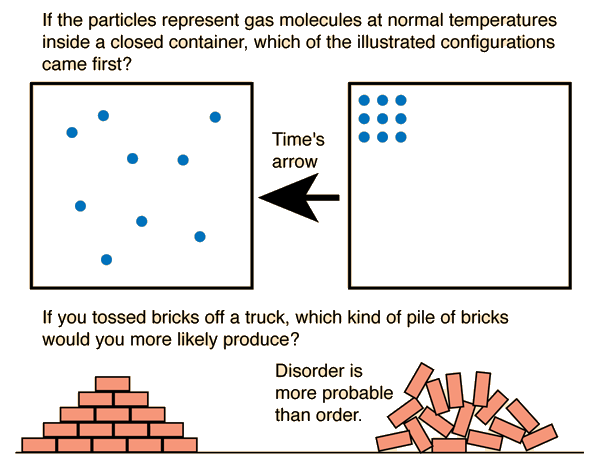 If the particles represent gas molecules at normal temperatures
inside a closed container, which of the illustrated configurations
came first?
Time's
arrow
If you tossed bricks off a truck, which kind of pile of bricks
would you more likely produce?
Disorder is
more probable
than order.